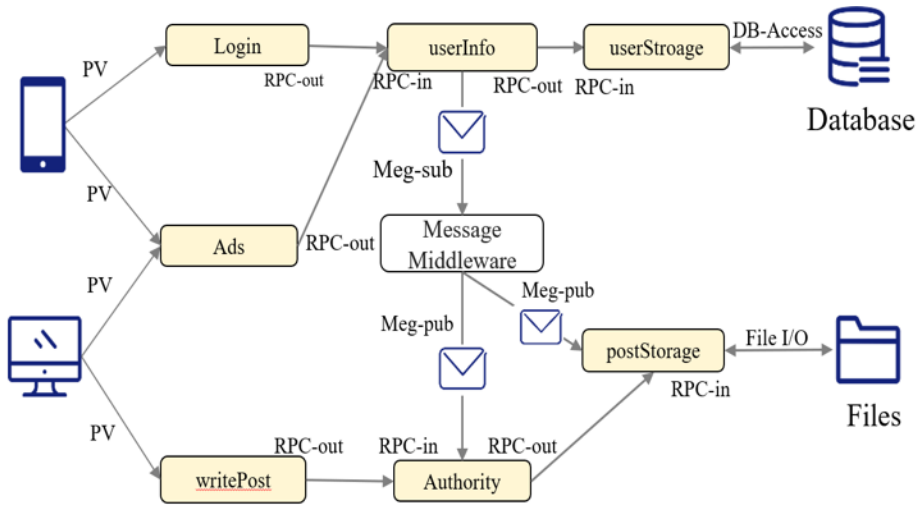 Login
userInfo
userStroage
DB-Access
PV
RPC-out
RPC-in
RPC-out
RPC-in
Database
Meg-sub
PV
Ads
RPC-out
Message
Middleware
PV
Meg-pub
Meg-pub
postStorage
File I/O
RPC-in
Files
PV
RPC-out
RPC-in
RPC-out
writePost
Authority